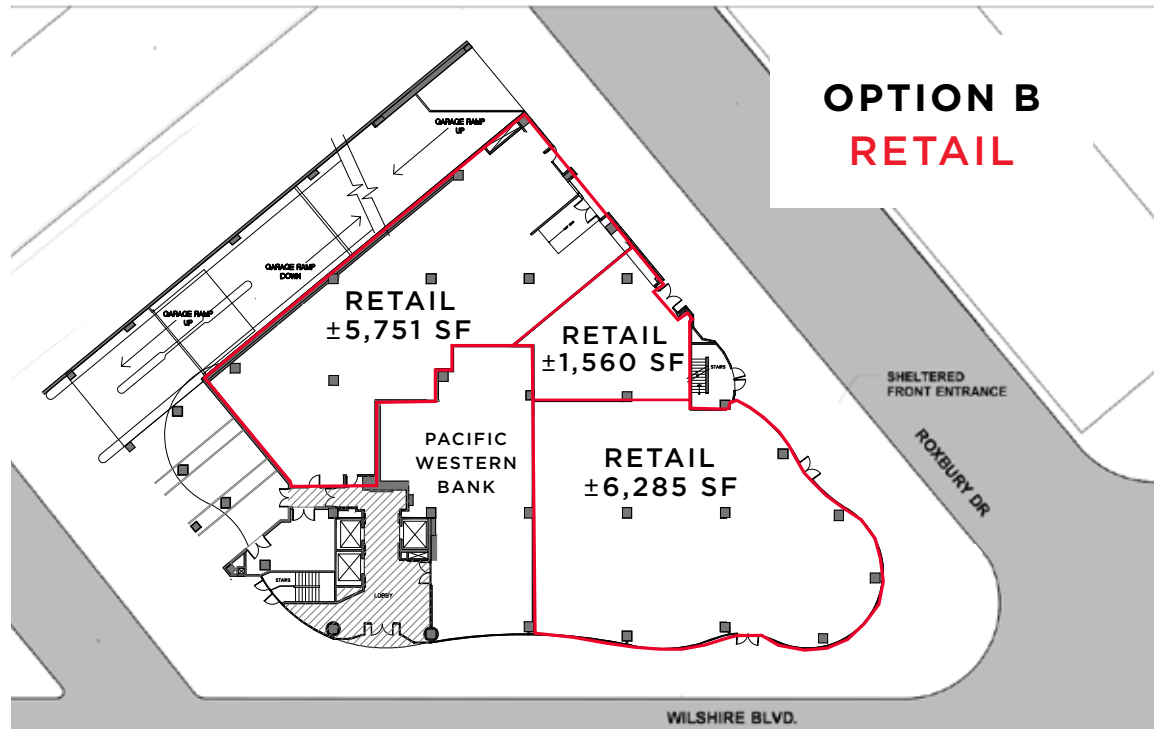 OPTION B
RETAIL
GARAGE RAMP
UP
GARAGE RAMP
DOWN
GARAGE RAMP
UP
RETAIL
±5,751 SF
RETAIL
±1,560 SF
STAIRS
SHELTERED
FRONT ENTRANCE
PACIFIC
WESTERN
BANK
RETAIL
±6,285 SF
ROXBURY DR
STAIRS
LOBBY
WILSHIRE BLVD.